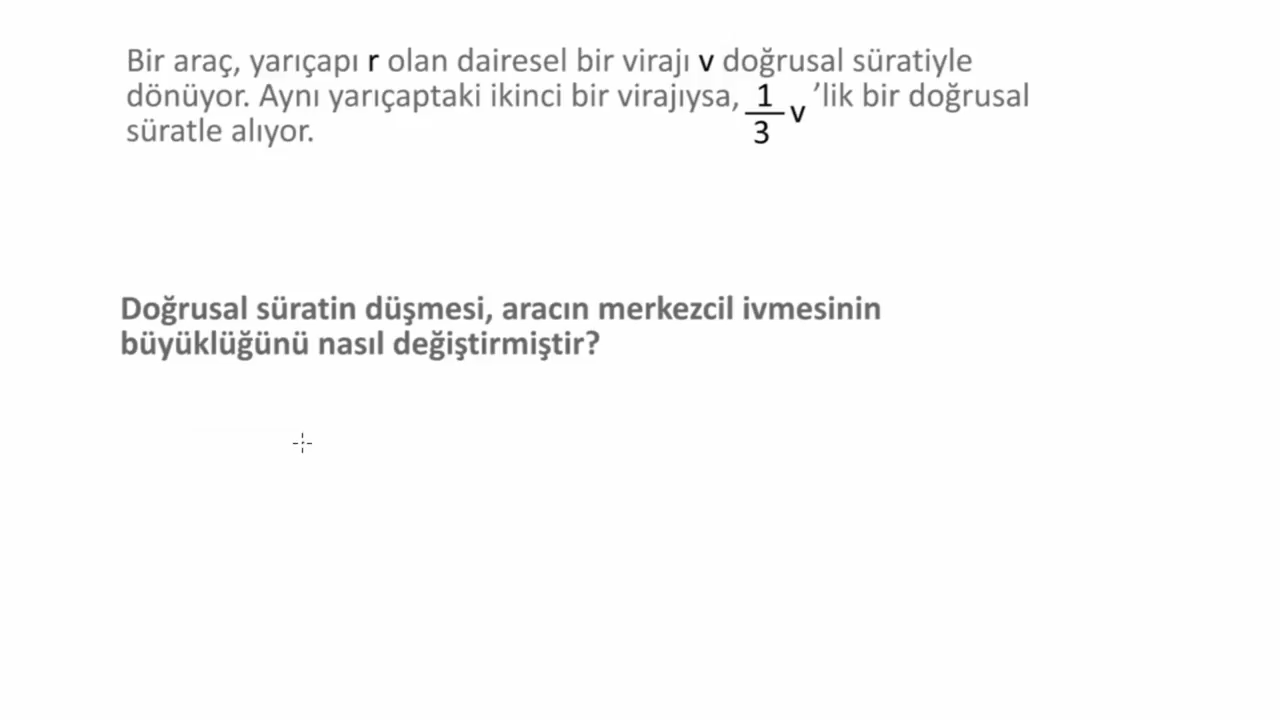 Bir araç, yarıçapı r olan dairesel bir virajı v doğrusal süratiyle
dönüyor. Aynı yarıçaptaki ikinci bir virajıysa, 1/3 v ’lik bir doğrusal
süratle alıyor.
Doğrusal süratin düşmesi, aracın merkezcil ivmesinin
büyüklüğünü nasıl değiştirmiştir?